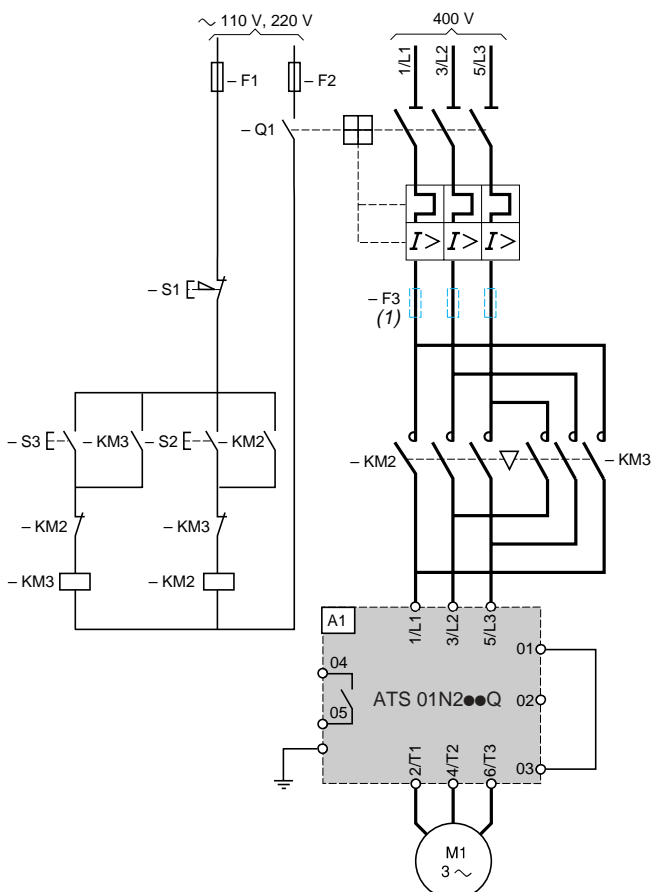 ~ 110 V, 220 V
400 V
1/L1
3/L2
5/L3
– F1
– F2
– Q1
I>
I>
I>
– S1
– F3
(1)
– S3
– KM3
– S2
– KM2
– KM2
– KM3
– KM2
– KM3
– KM3
– KM2
A1
1/L1
3/L2
5/L3
01
04
ATS 01N2●●Q
02
05
03
2/T1
4/T2
6/T3
M1
3 ~